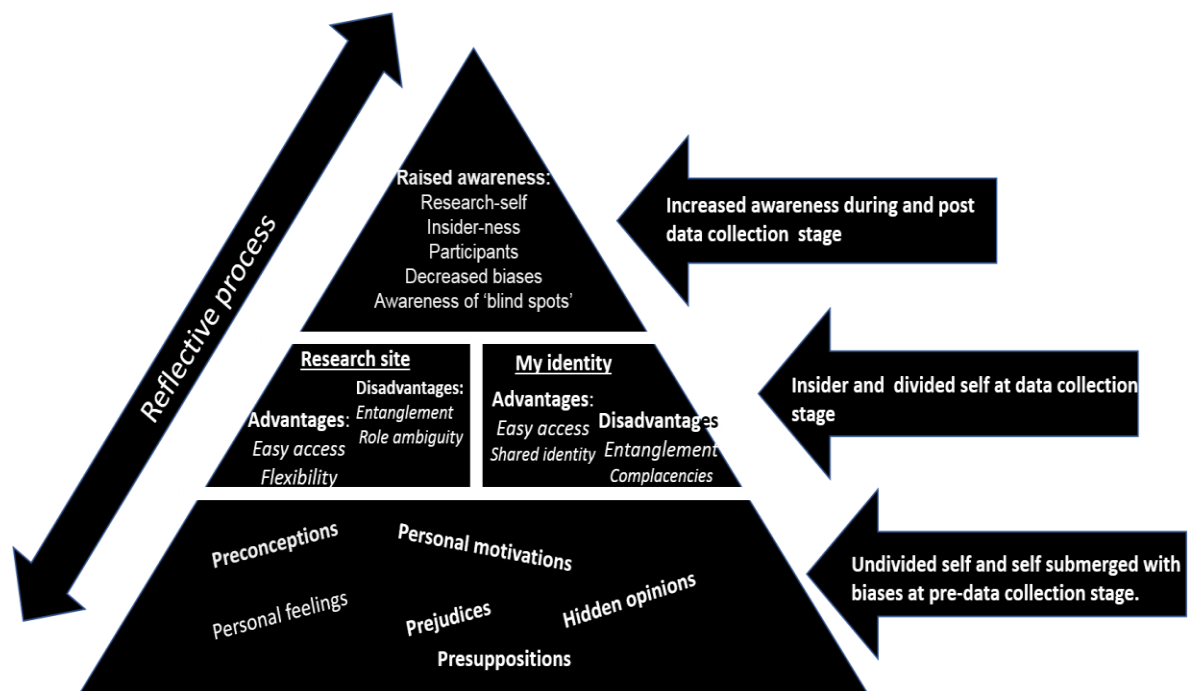 Reflective process
Raised awareness:
Research-self
Insider-ness
Participants
Decreased biases
Awareness of ‘blind spots’
Increased awareness during and post
data collection stage
Research site
Disadvantages:
Entanglement
Role ambiguity
Advantages:
Easy access
Flexibility
My identity
Advantages:
Easy access
Shared identity
Disadvantages
Entanglement
Complacencies
Insider and divided self at data collection
stage
Preconceptions
Personal motivations
Personal feelings
Prejudices
Hidden opinions
Presuppositions
Undivided self and self submerged with
biases at pre-data collection stage.